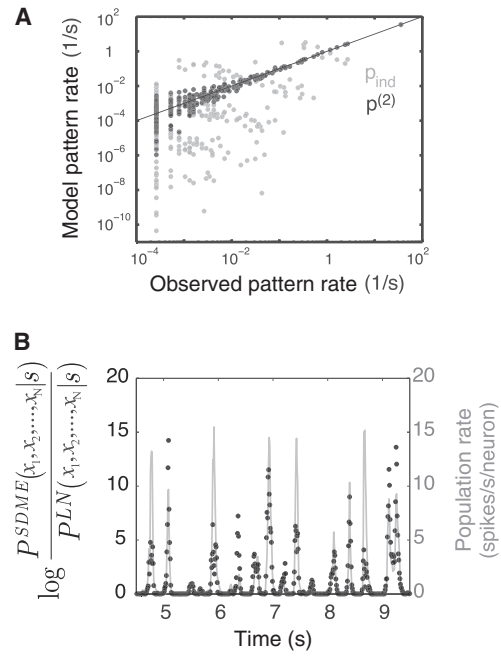 A
Model pattern rate (1/s)
10²
1
10⁻²
10⁻⁴
10⁻⁶
10⁻⁸
10⁻¹⁰
p_ind
p⁽²⁾
10⁻⁴
10⁻²
1
10²
Observed pattern rate (1/s)
B
log P^SDME(x₁,x₂,...,x_N|s) / P^LN(x₁,x₂,...,x_N|s)
20
15
10
5
0
20
15
10
5
0
Population rate
(spikes/s/neuron)
5 6 7 8 9
Time (s)